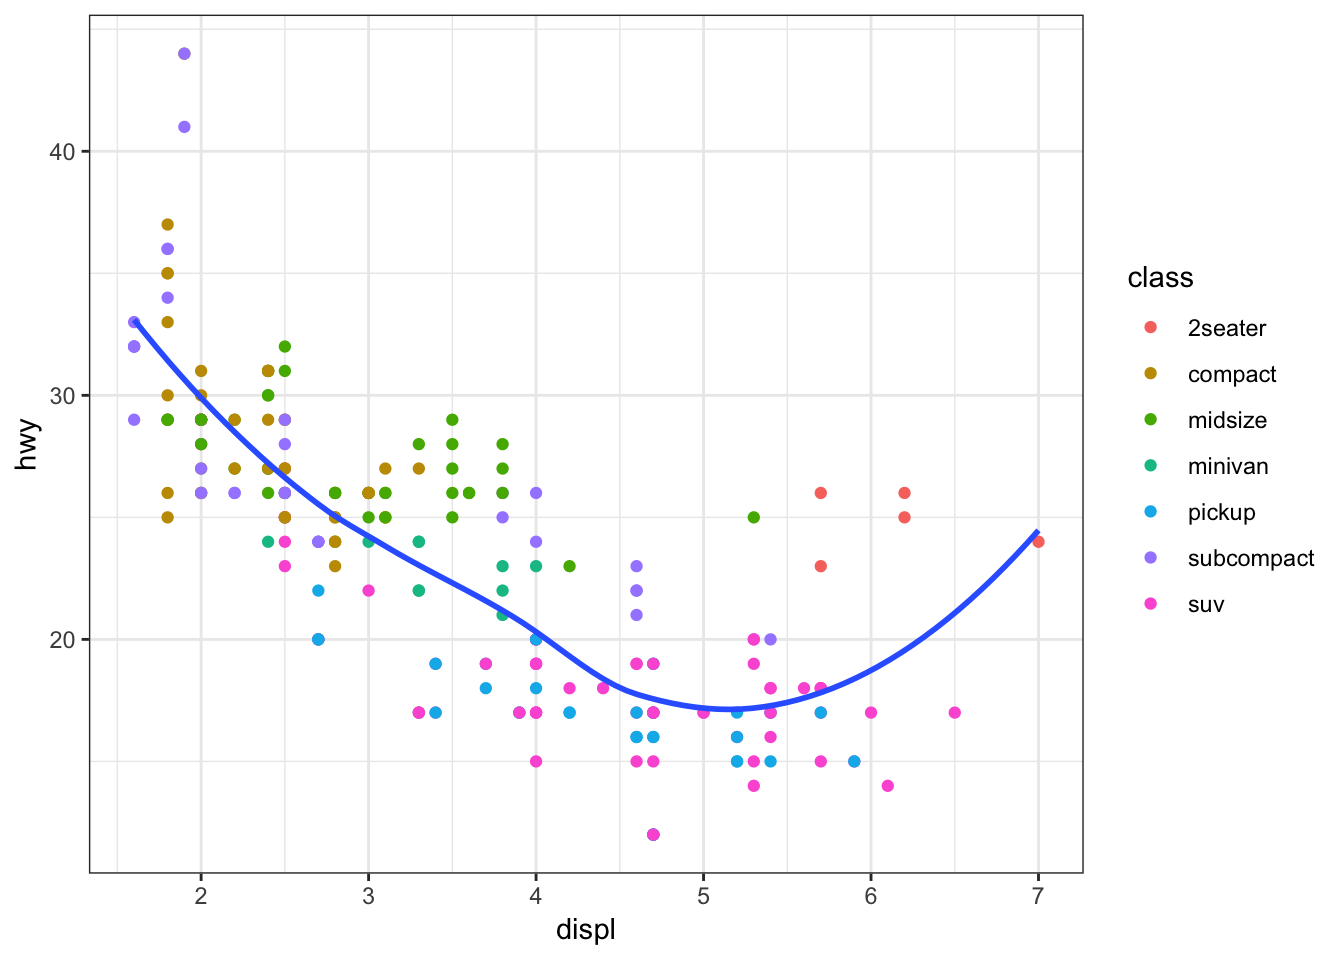 40
30
20
hwy
2
3
4
5
6
7
displ
class
2seater
compact
midsize
minivan
pickup
subcompact
suv